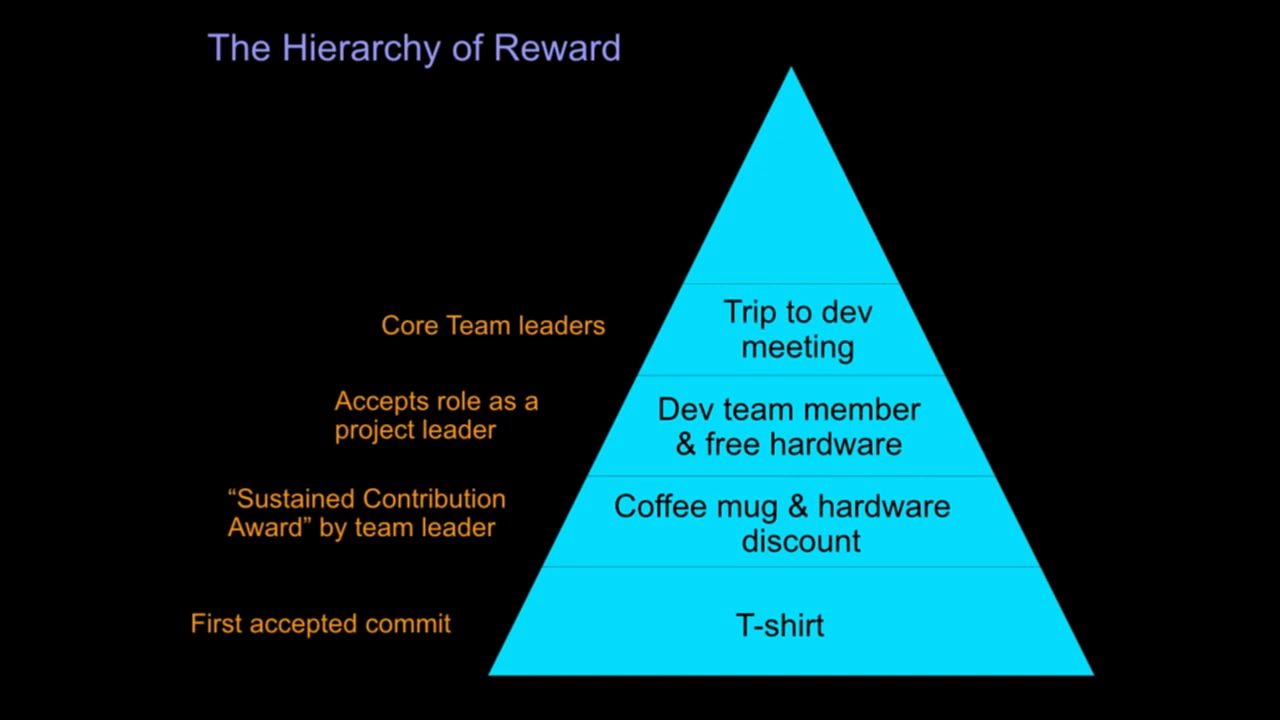 The Hierarchy of Reward
Core Team leaders
Trip to dev
meeting
Accepts role as a
project leader
Dev team member
& free hardware
“Sustained Contribution
Award” by team leader
Coffee mug & hardware
discount
First accepted commit
T-shirt